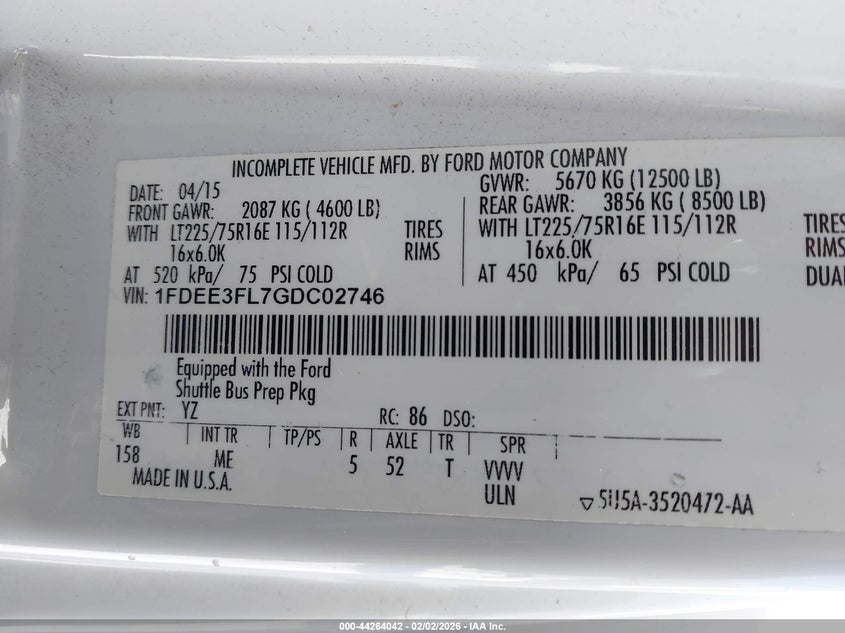 INCOMPLETE VEHICLE MFD. BY FORD MOTOR COMPANY
DATE: 04/15 GVWR: 5670 KG (12500 LB)
FRONT GAWR: 2087 KG ( 4600 LB) REAR GAWR: 3856 KG ( 8500 LB)
WITH LT225/75R16E 115/112R TIRES WITH LT225/75R16E 115/112R TIRES
16x6.0K RIMS 16x6.0K RIMS
AT 520 kPa/ 75 PSI COLD AT 450 kPa/ 65 PSI COLD DUAL
VIN: 1FDEE3FL7GDC02746
Equipped with the Ford
Shuttle Bus Prep Pkg
EXT PNT: YZ RC: 86 DSO:
WB INT TR TP/PS R AXLE TR SPR
158 ME 5 52 T VVVV
MADE IN U.S.A. ULN 5U5A-3520472-AA
000-44264042 - 02/02/2026 - IAA Inc.